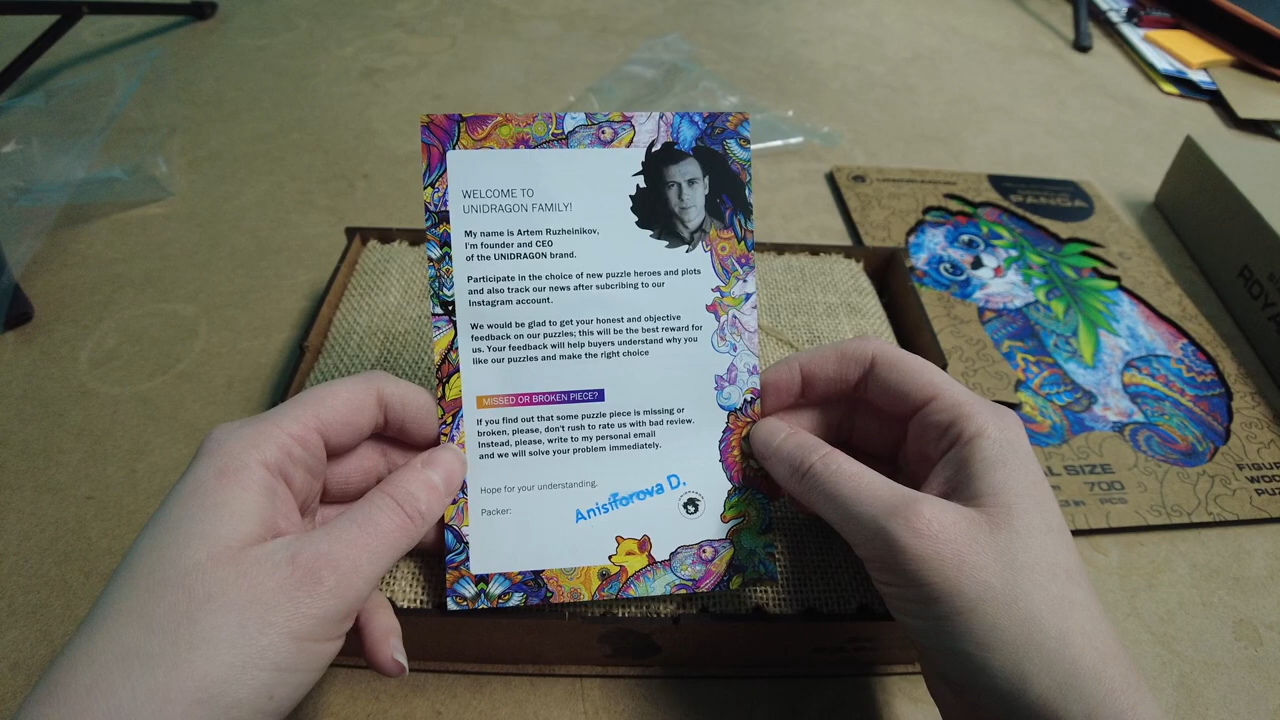 WELCOME TO
UNIDRAGON FAMILY!
My name is Artem Ruzheinikov,
I'm founder and CEO
of the UNIDRAGON brand.
Participate in the choice of new puzzle heroes and plots
and also track our news after subcribing to our
Instagram account.
We would be glad to get your honest and objective
feedback on our puzzles; this will be the best reward for
us. Your feedback will help buyers understand why you
like our puzzles and make the right choice
MISSED OR BROKEN PIECE?
If you find out that some puzzle piece is missing or
broken, please, don't rush to rate us with bad review.
Instead, please, write to my personal email
and we will solve your problem immediately.
Hope for your understanding.
Packer:
Anisiforova D.
PANDA
SIZE
700
PCS